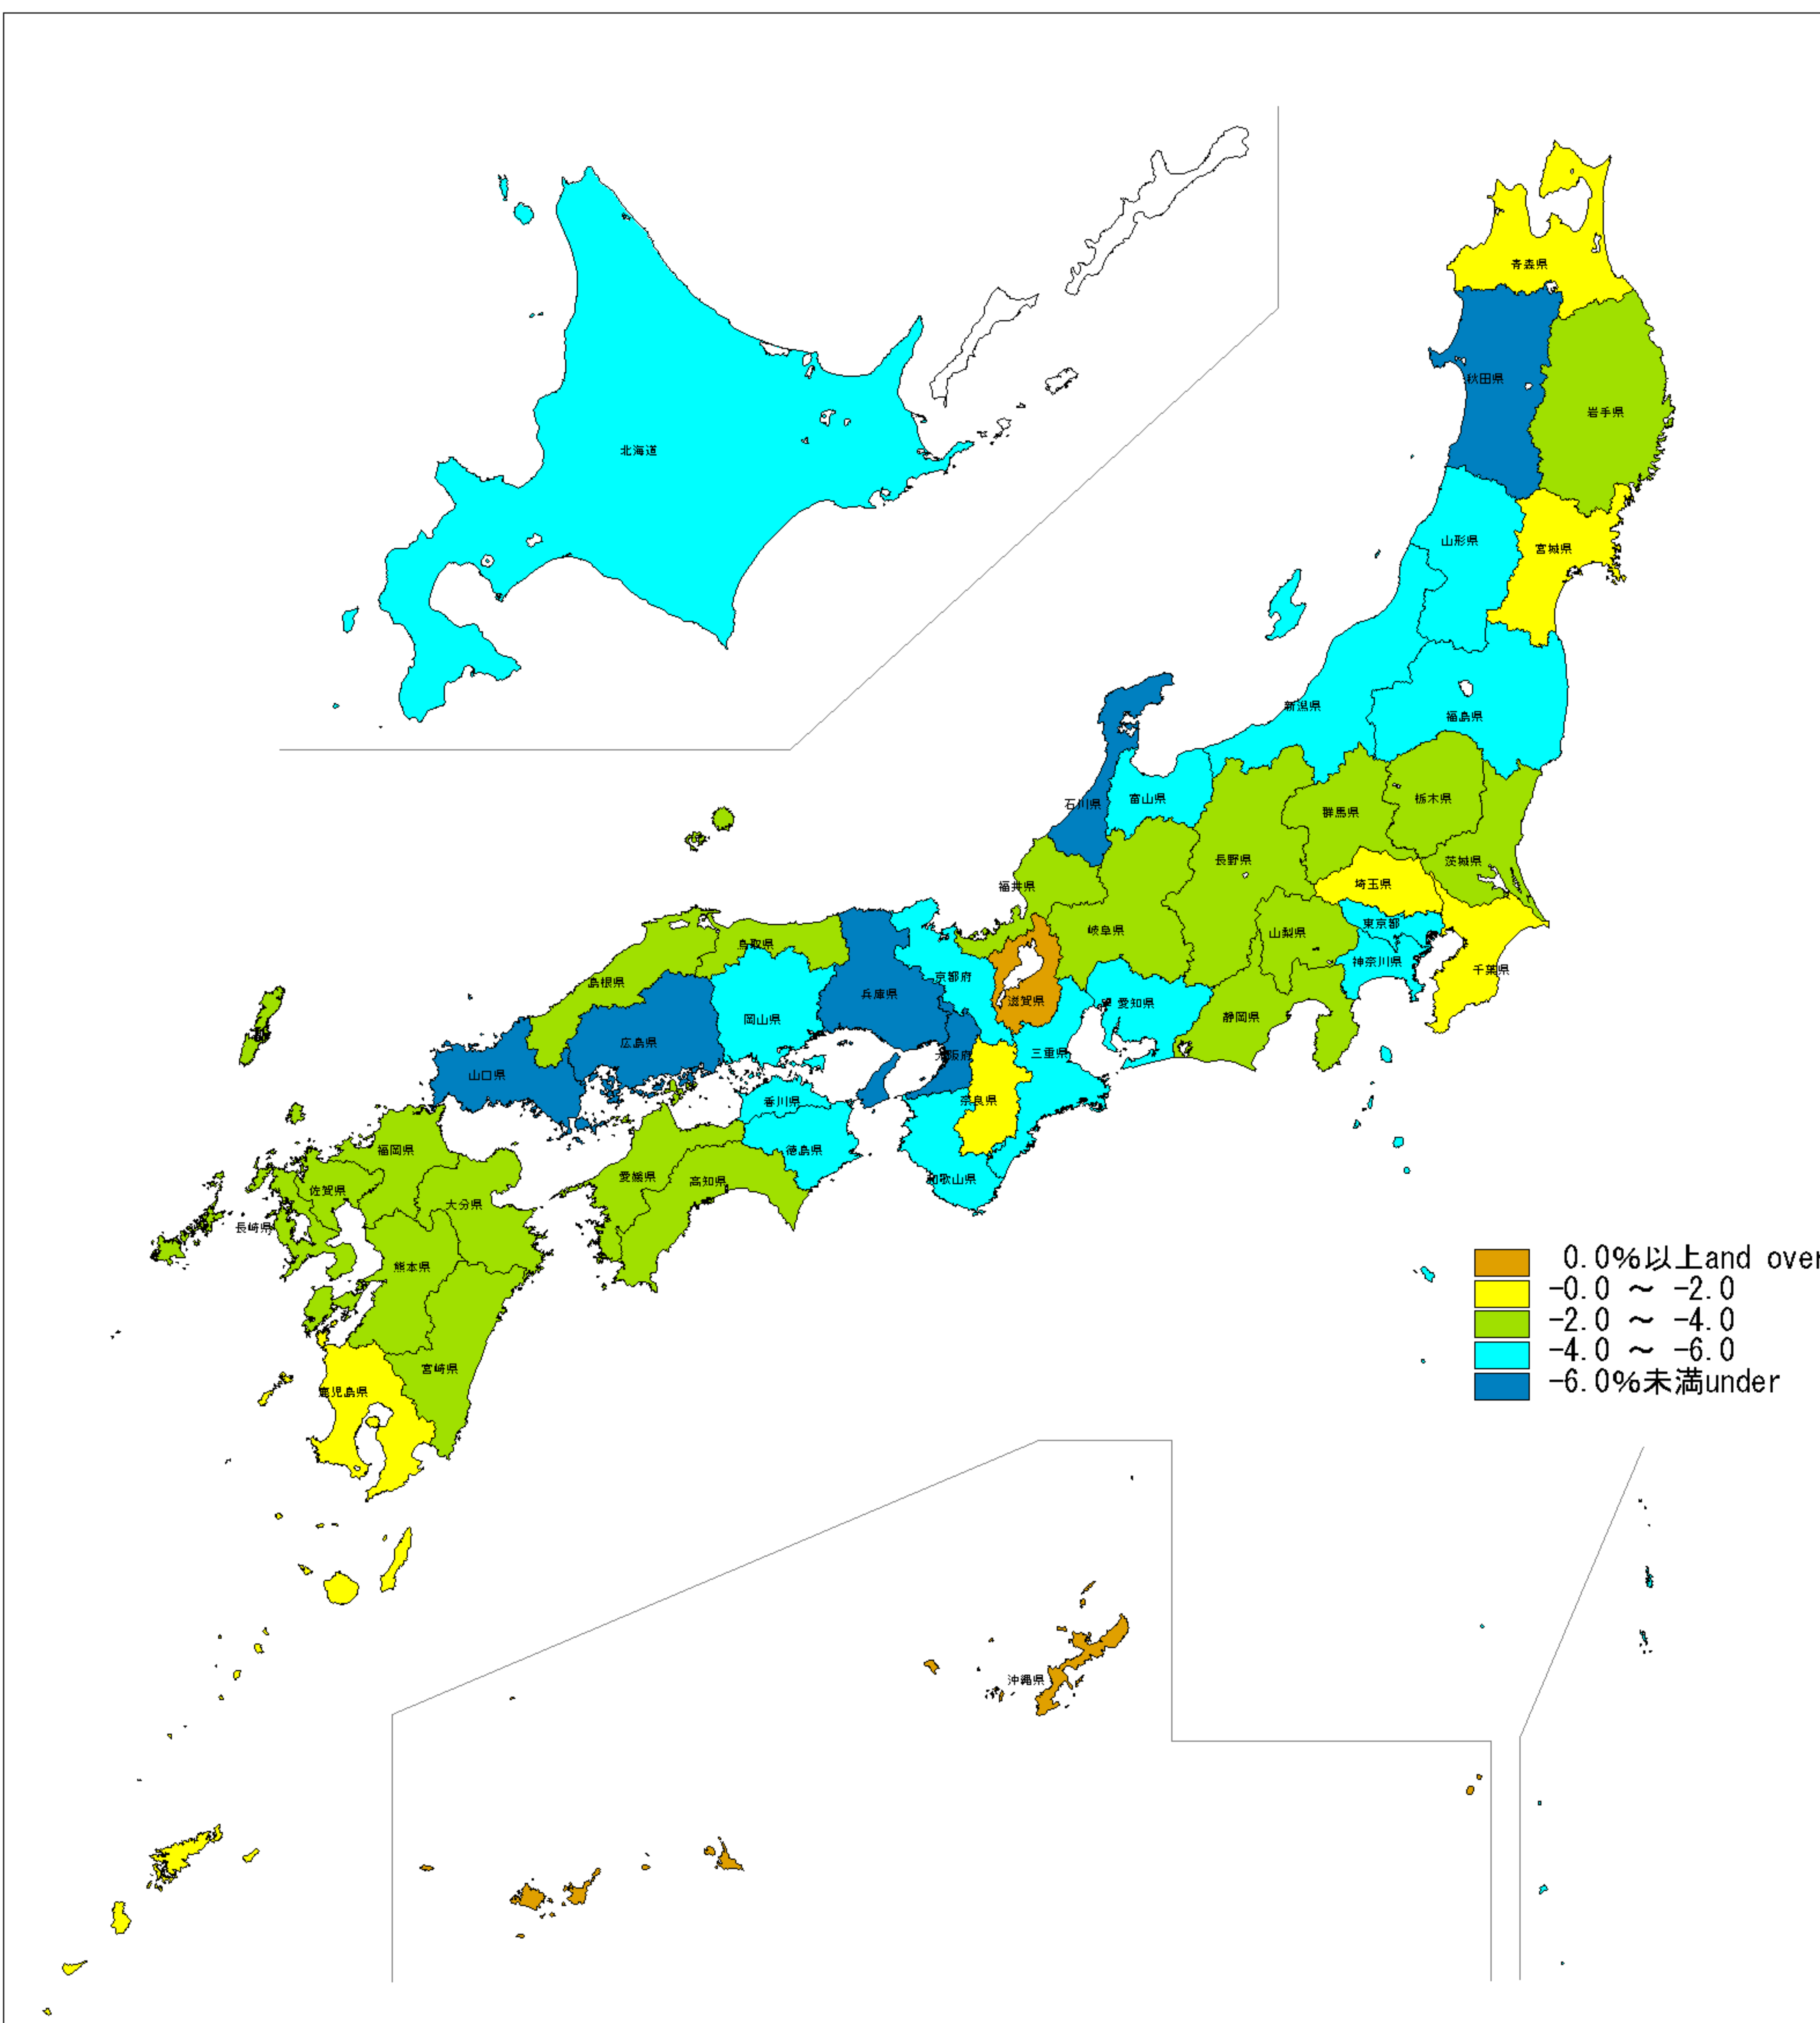 青森県
秋田県
岩手県
北海道
山形県
宮城県
新潟県
福島県
石川県
富山県
栃木県
群馬県
茨城県
長野県
埼玉県
福井県
岐阜県
山梨県
東京都
神奈川県
千葉県
鳥取県
島根県
京都府
兵庫県
滋賀県
愛知県
静岡県
岡山県
広島県
大阪府
三重県
山口県
香川県
奈良県
徳島県
和歌山県
福岡県
愛媛県
高知県
佐賀県
大分県
長崎県
熊本県
宮崎県
鹿児島県
0.0%以上and over
-0.0 ～ -2.0
-2.0 ～ -4.0
-4.0 ～ -6.0
-6.0%未満under
沖縄県